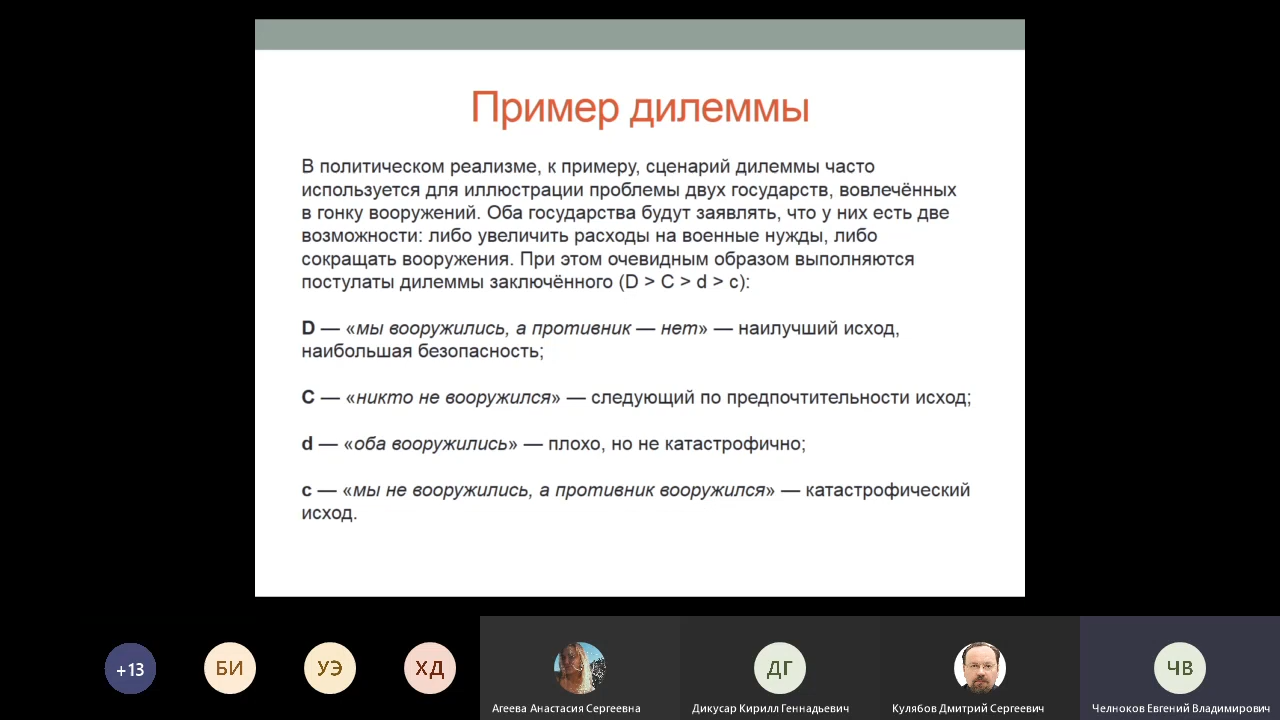 Пример дилеммы
В политическом реализме, к примеру, сценарий дилеммы часто
используется для иллюстрации проблемы двух государств, вовлечённых
в гонку вооружений. Оба государства будут заявлять, что у них есть две
возможности: либо увеличить расходы на военные нужды, либо
сокращать вооружения. При этом очевидным образом выполняются
постулаты дилеммы заключённого (D > C > d > c):
D — «мы вооружились, а противник — нет» — наилучший исход,
наибольшая безопасность;
C — «никто не вооружился» — следующий по предпочтительности исход;
d — «оба вооружились» — плохо, но не катастрофично;
c — «мы не вооружились, а противник вооружился» — катастрофический
исход.
+13
БИ
УЭ
ХД
ДГ
ЧВ
Агеева Анастасия Сергеевна
Дикусар Кирилл Геннадьевич
Кулябов Дмитрий Сергеевич
Челноков Евгений Владимирович